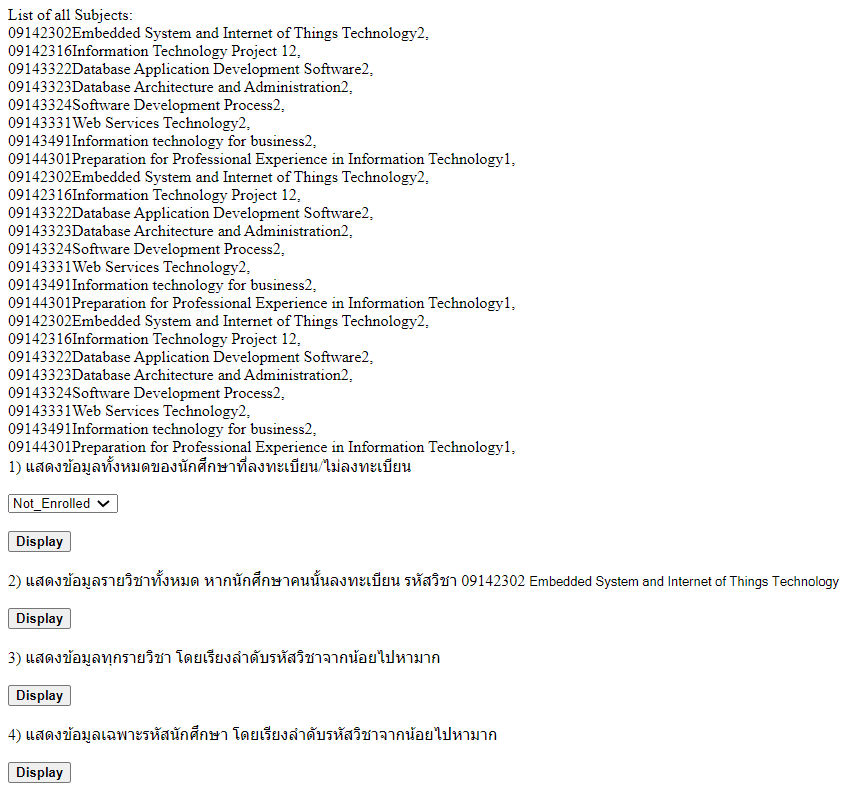 List of all Subjects:
09142302Embedded System and Internet of Things Technology2,
09142316Information Technology Project 12,
09143322Database Application Development Software2,
09143323Database Architecture and Administration2,
09143324Software Development Process2,
09143331Web Services Technology2,
09143491Information technology for business2,
09144301Preparation for Professional Experience in Information Technology1,
09142302Embedded System and Internet of Things Technology2,
09142316Information Technology Project 12,
09143322Database Application Development Software2,
09143323Database Architecture and Administration2,
09143324Software Development Process2,
09143331Web Services Technology2,
09143491Information technology for business2,
09144301Preparation for Professional Experience in Information Technology1,
09142302Embedded System and Internet of Things Technology2,
09142316Information Technology Project 12,
09143322Database Application Development Software2,
09143323Database Architecture and Administration2,
09143324Software Development Process2,
09143331Web Services Technology2,
09143491Information technology for business2,
09144301Preparation for Professional Experience in Information Technology1,
1) แสดงข้อมูลทั้งหมดของนักศึกษาที่ลงทะเบียน/ไม่ลงทะเบียน
Not_Enrolled
Display
2) แสดงข้อมูลรายวิชาทั้งหมด หากนักศึกษาคนนั้นลงทะเบียน รหัสวิชา 09142302 Embedded System and Internet of Things Technology
Display
3) แสดงข้อมูลทุกรายวิชา โดยเรียงลำดับรหัสวิชาจากน้อยไปหามาก
Display
4) แสดงข้อมูลเฉพาะรหัสนักศึกษา โดยเรียงลำดับรหัสวิชาจากน้อยไปหามาก
Display